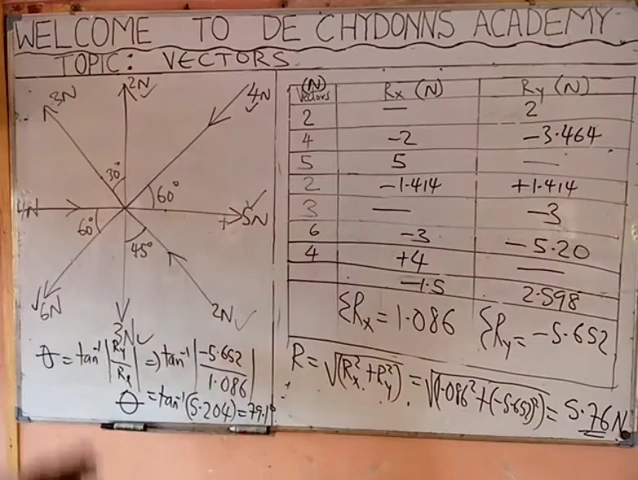 WELCOME TO DE CHYDONNS ACADEMY
TOPIC: VECTORS
3N
2N
4N
30°
60°
4N
5N
60°
45°
6N
3N
2N
(N) Vectors Rx (N) Ry (N)
2 — 2
4 -2 -3.464
5 5 —
2 -1.414 +1.414
3 — -3
6 -3 -5.20
4 +4 —
-1.5 2.598
ΣRx = 1.086 ΣRy = -5.652
θ = tan⁻¹ |Ry/Rx| => tan⁻¹ |-5.652/1.086|
θ = tan⁻¹ (5.204) = 79.1°
R = √(Rx² + Ry²) = √(1.086² + (-5.652)²) = 5.76N